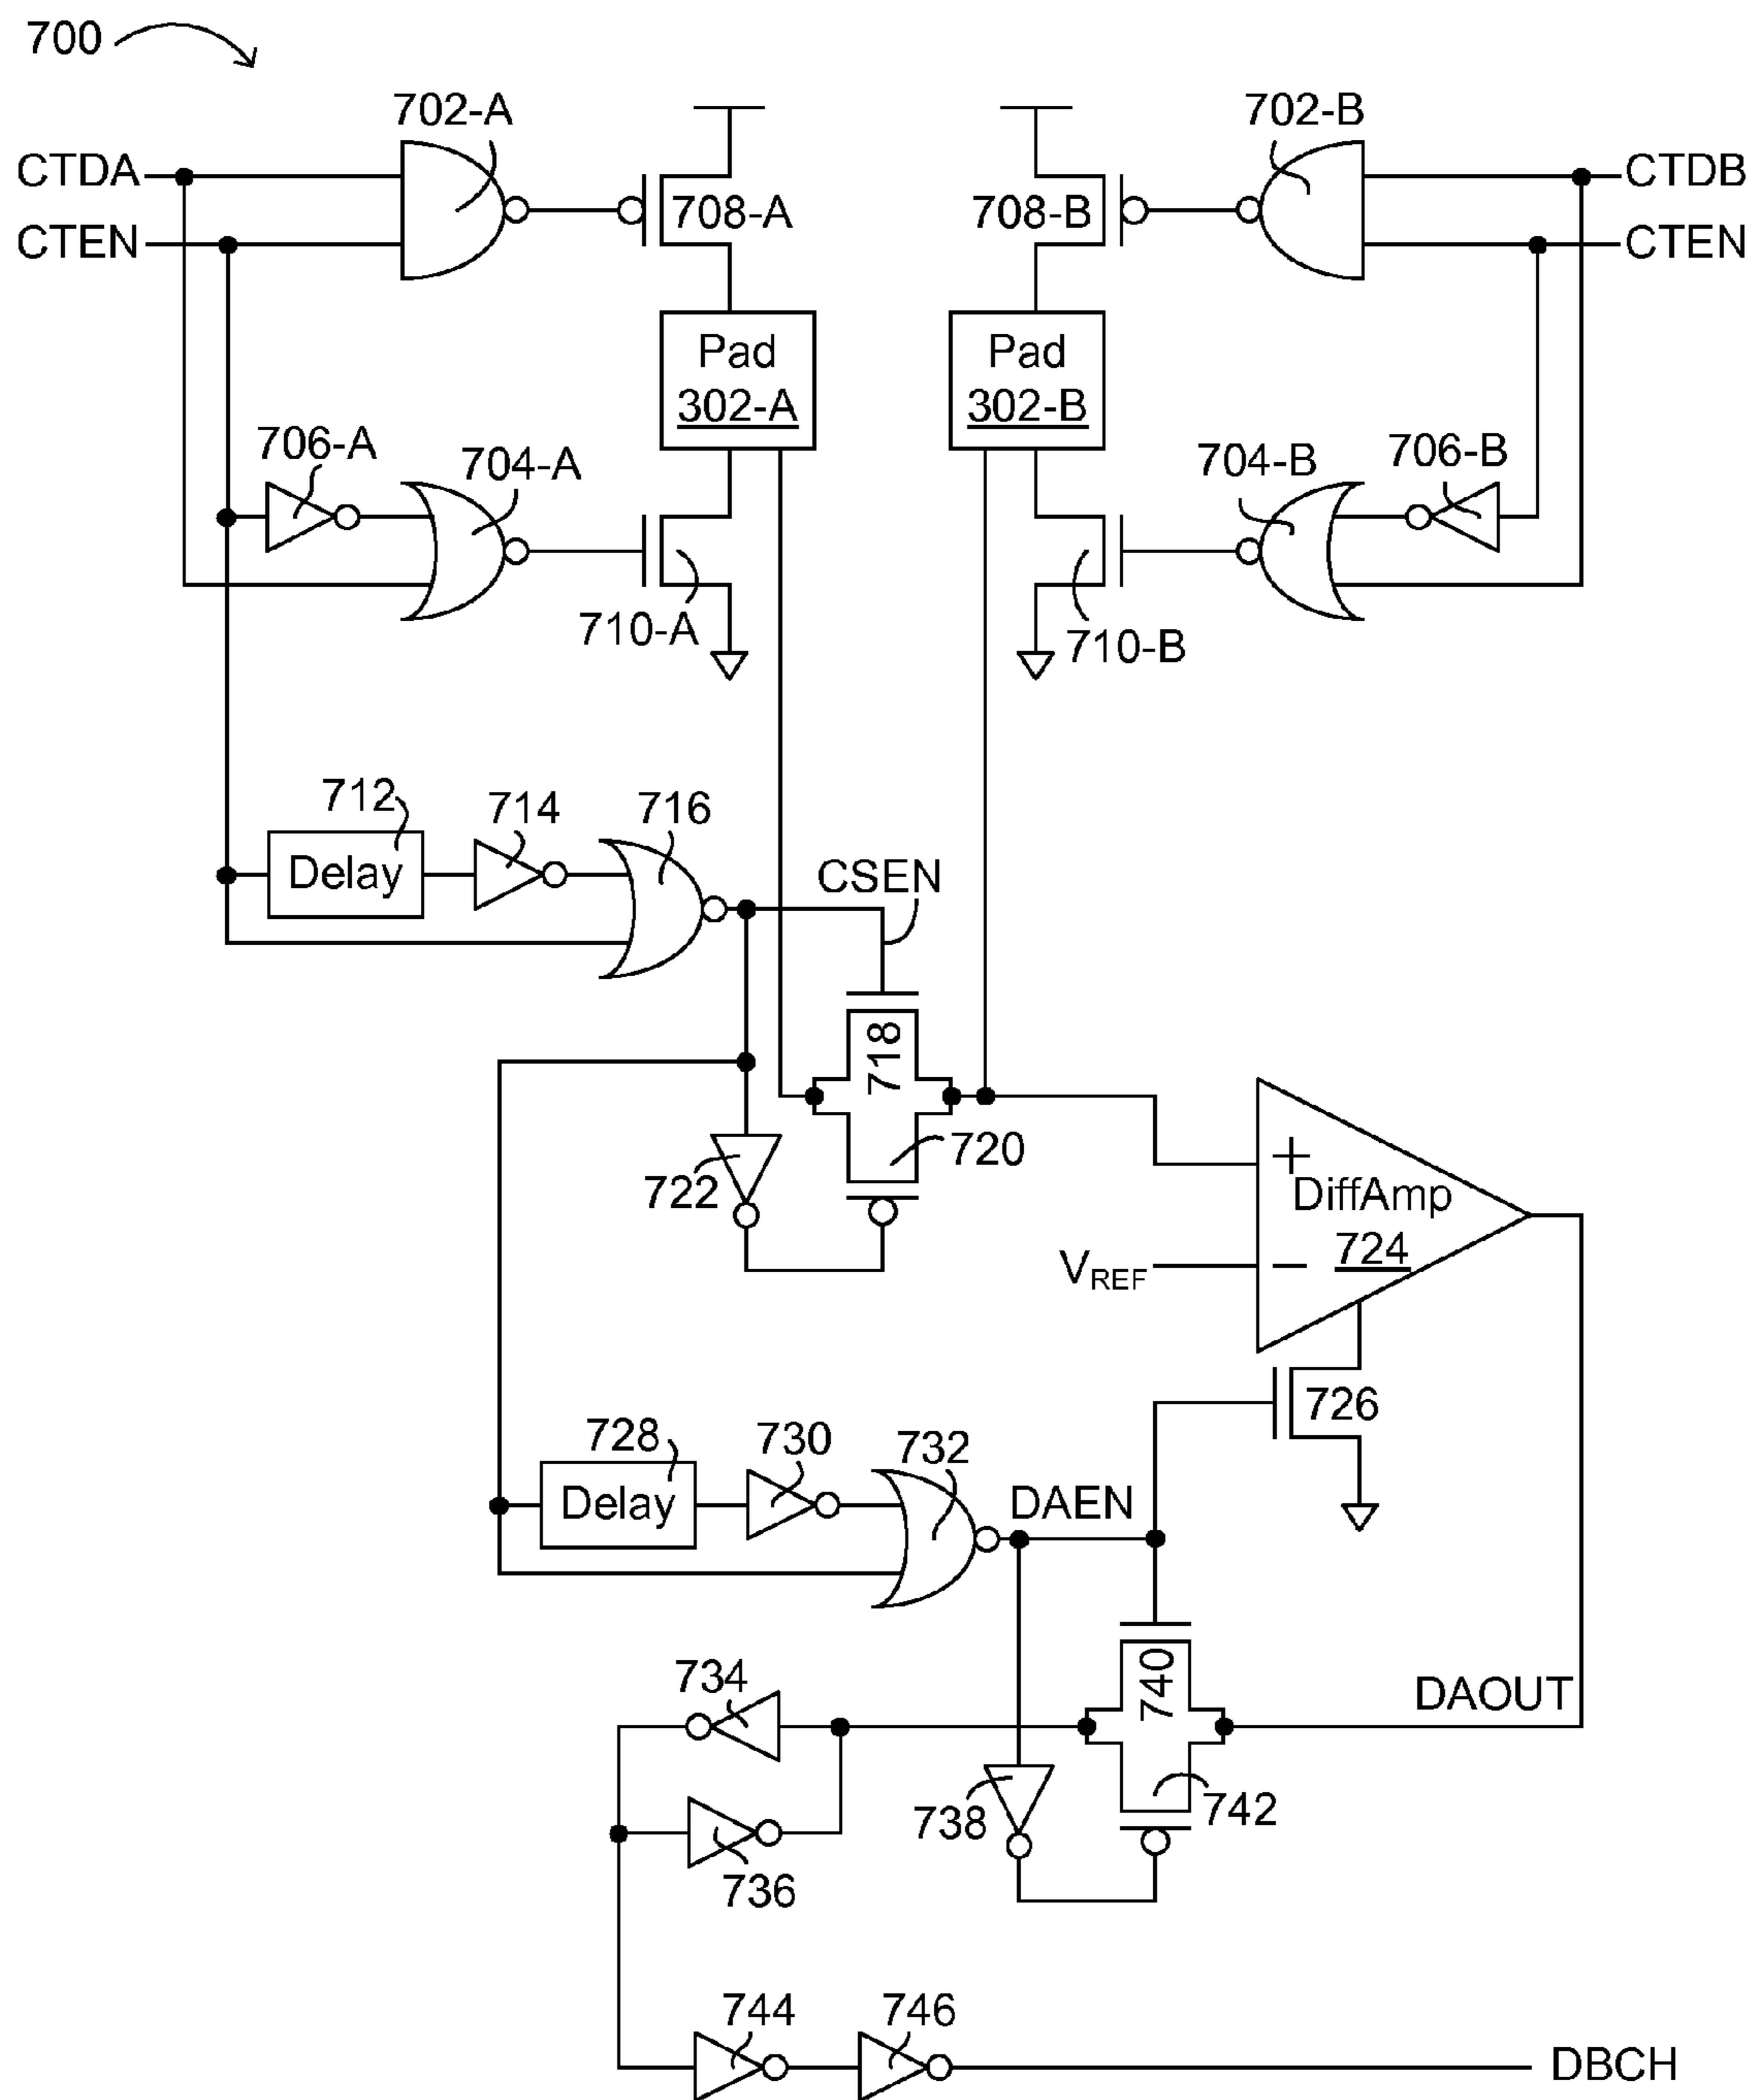 700
702-A
702-B
CTDA
CTDB
708-A
708-B
CTEN
CTEN
Pad
302-A
Pad
302-B
706-A
704-A
704-B
706-B
710-A
710-B
712
714
716
Delay
CSEN
718
720
722
DiffAmp
724
+
−
VREF
726
728
730
732
Delay
DAEN
734
740
DAOUT
738
742
736
744
746
DBCH